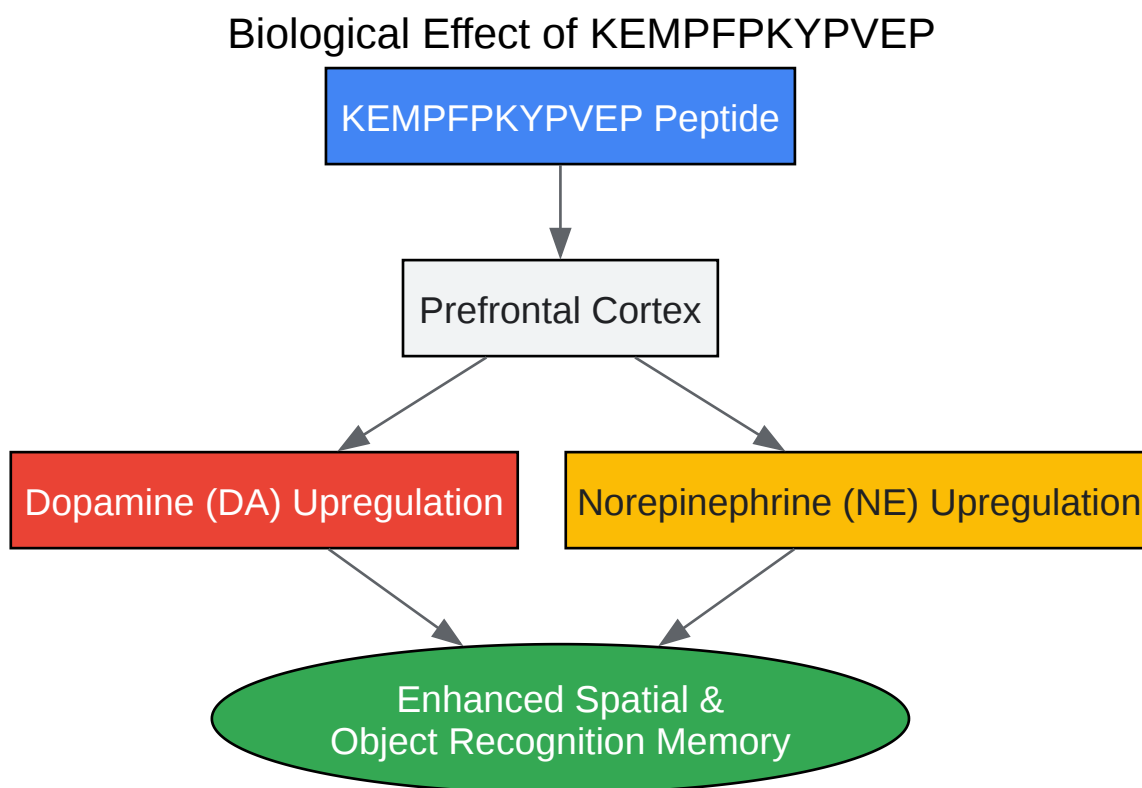 Biological Effect of KEMPFPKYPVEP
KEMPFPKYPVEP Peptide
Prefrontal Cortex
Dopamine (DA) Upregulation
Norepinephrine (NE) Upregulation
Enhanced Spatial &
Object Recognition Memory